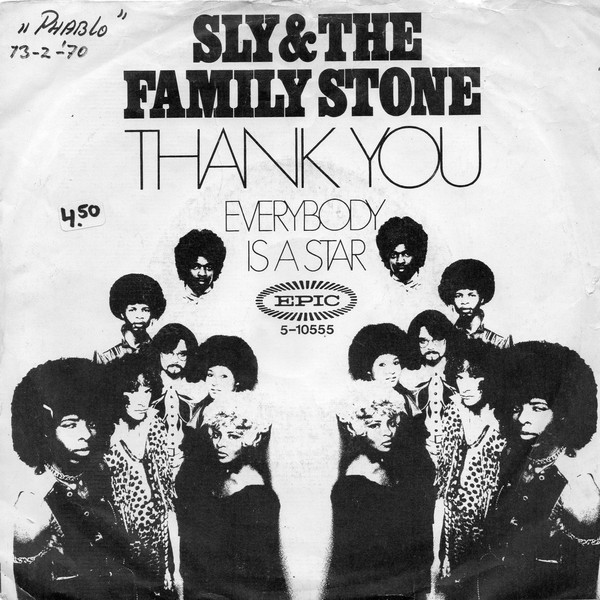 „ PHABLO "
13-2-'70
SLY & THE
FAMILY STONE
THANK YOU
EVERYBODY
IS A STAR
4.50
EPIC
5-10555